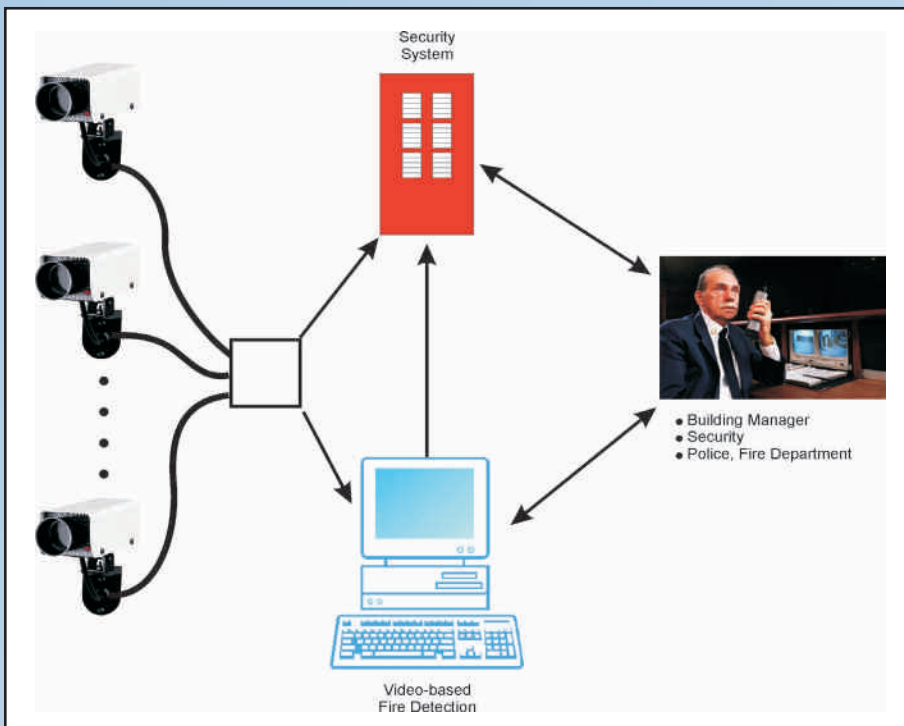 Security
System
● Building Manager
● Security
● Police, Fire Department
Video-based
Fire Detection